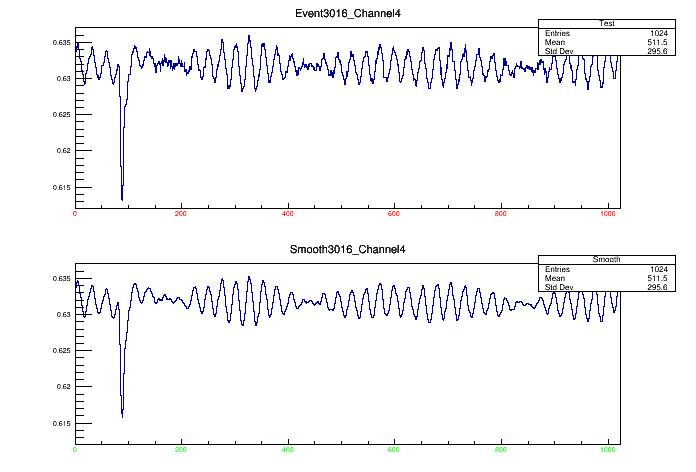 Event3016_Channel4
Test
Entries 1024
Mean 511.5
Std Dev 295.6
0.635
0.63
0.625
0.62
0.615
0 200 400 600 800 1000
Smooth3016_Channel4
Smooth
Entries 1024
Mean 511.5
Std Dev 295.6
0.635
0.63
0.625
0.62
0.615
0 200 400 600 800 1000